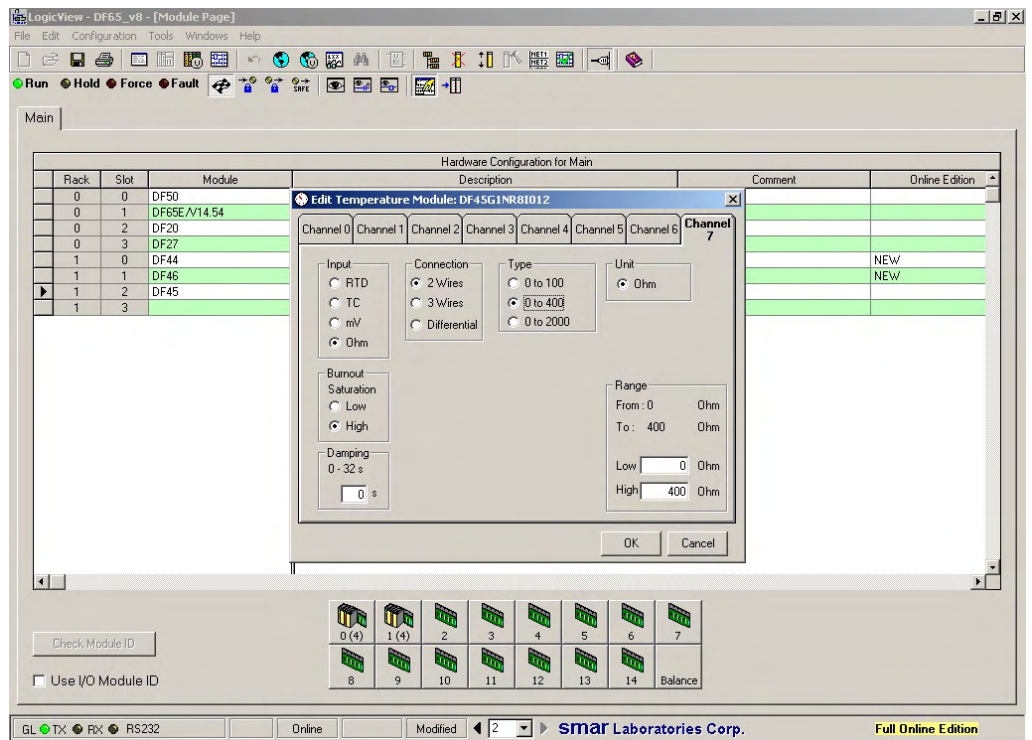 LogicView - DF65_v8 - [Module Page]
File Edit Configuration Tools Windows Help
Run Hold Force Fault
Main
Hardware Configuration for Main
Rack Slot Module Description Comment Online Edition
0 0 DF50
0 1 DF65E/V14.54
0 2 DF20
0 3 DF27
1 0 DF44 NEW
1 1 DF46 NEW
1 2 DF45
1 3
Edit Temperature Module: DF45G1NR8I012
Channel 0 Channel 1 Channel 2 Channel 3 Channel 4 Channel 5 Channel 6 Channel 7
Input Connection Type Unit
RTD 2 Wires 0 to 100 Ohm
TC 3 Wires 0 to 400
mV Differential 0 to 2000
Ohm
Burnout
Saturation
Low
High
Damping
0 - 32 s
0 s
Range
From : 0 Ohm
To : 400 Ohm
Low 0 Ohm
High 400 Ohm
OK Cancel
0 (4) 1 (4) 2 3 4 5 6 7
8 9 10 11 12 13 14 Balance
Check Module ID
Use I/O Module ID
GL TX RX RS232 Online Modified 2 smar Laboratories Corp. Full Online Edition